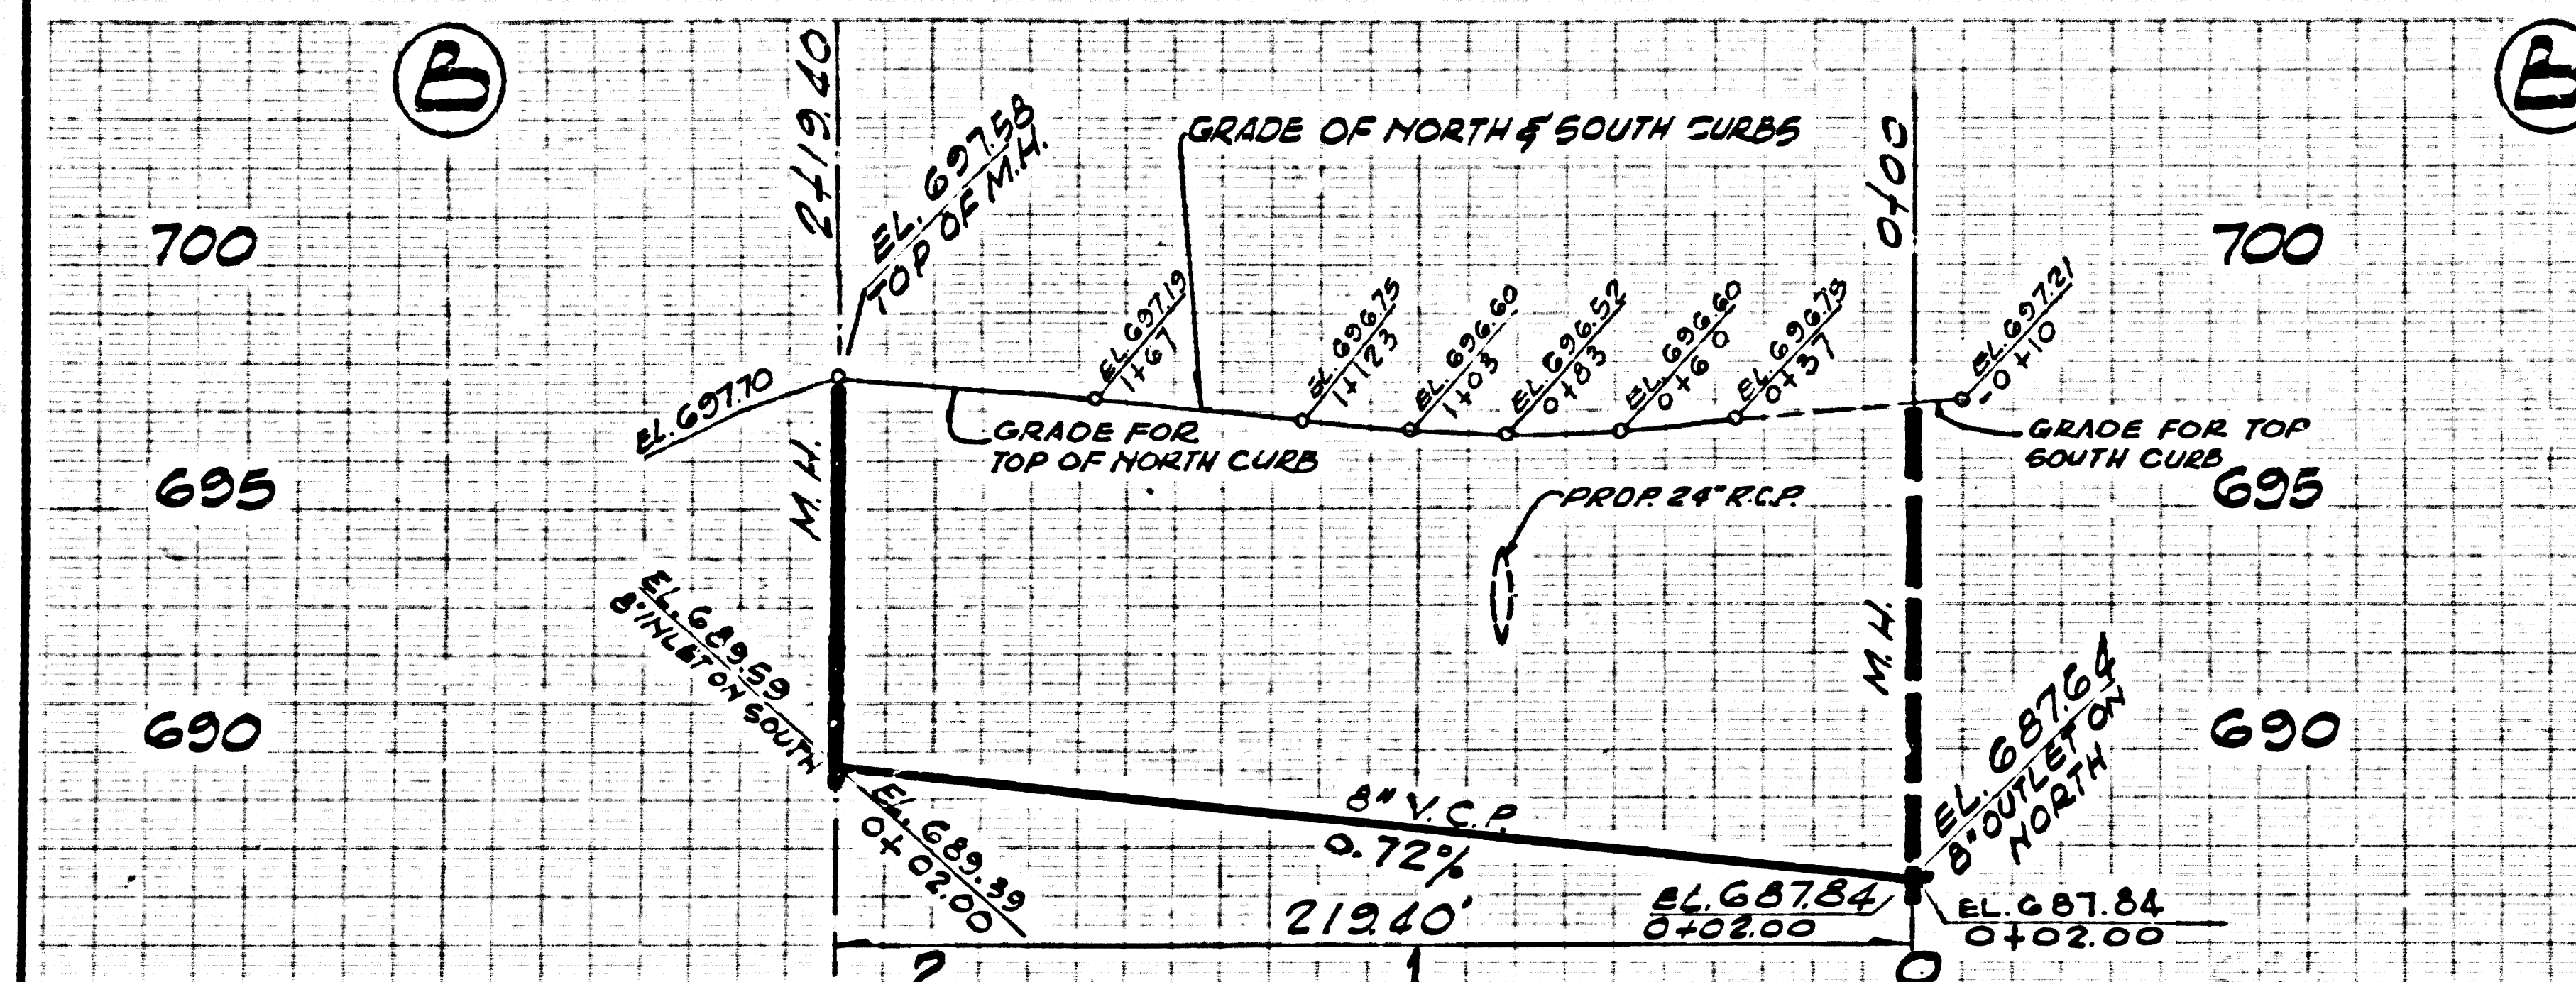 B
B
2+19.40
EL. 697.58
TOP OF M.H.
GRADE OF NORTH & SOUTH CURBS
0+00
700
700
EL. 697.70
EL. 697.19
1+67
EL. 696.75
1+23
EL. 696.60
1+03
EL. 696.52
0+83
EL. 696.60
0+60
EL. 696.75
0+37
EL. 697.21
-0+10
GRADE FOR
TOP OF NORTH CURB
GRADE FOR TOP
SOUTH CURB
695
695
M.H.
PROP. 24" R.C.P.
M.H.
EL. 689.59
8" INLET ON SOUTH
690
690
EL. 687.64
8" OUTLET ON
NORTH
EL. 689.39
0+02.00
8" V.C.P.
0.72%
219.40'
EL. 687.84
0+02.00
EL. 687.84
0+02.00
2
1
0